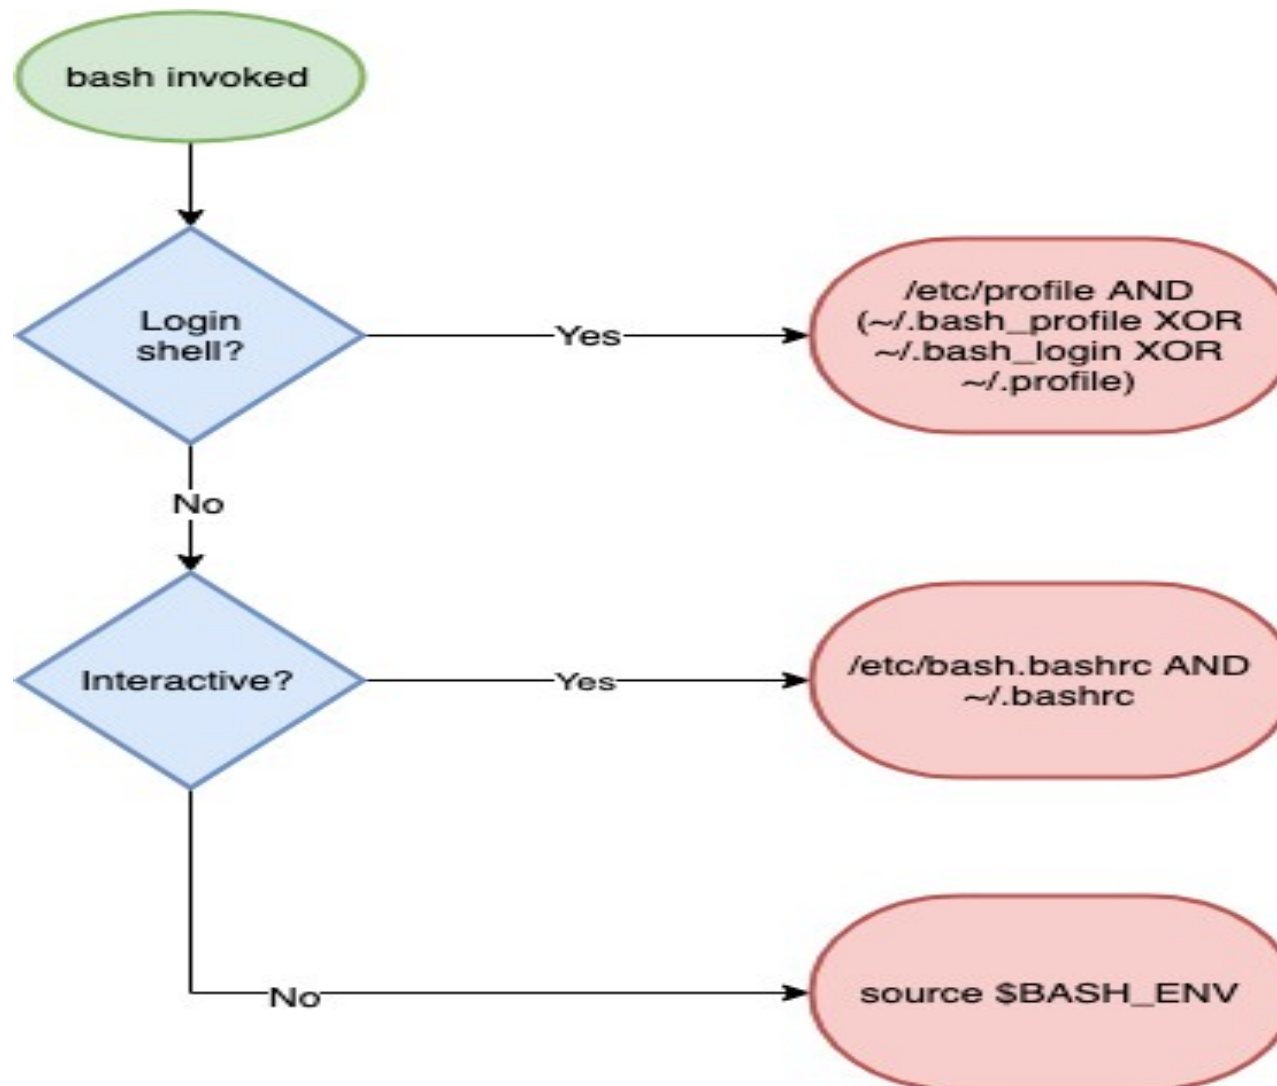 bash invoked
Login
shell?
Yes
/etc/profile AND
(~/.bash_profile XOR
~/.bash_login XOR
~/.profile)
No
Interactive?
Yes
/etc/bash.bashrc AND
~/.bashrc
No
source $BASH_ENV